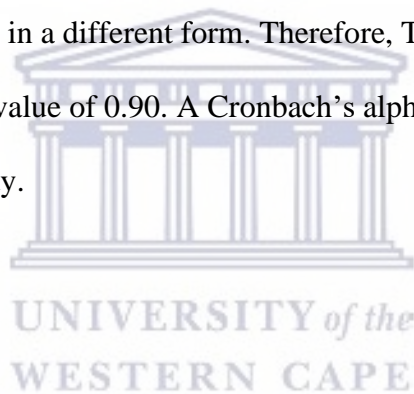 in a different form. Therefore, T
value of 0.90. A Cronbach's alph
y.
UNIVERSITY of the
WESTERN CAPE